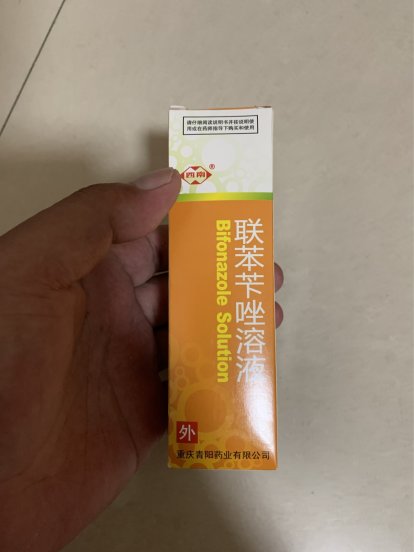 请仔细阅读说明书并按说明使
用或在药师指导下购买和使用
西南®
联苯苄唑溶液
Bifonazole Solution
外
重庆青阳药业有限公司